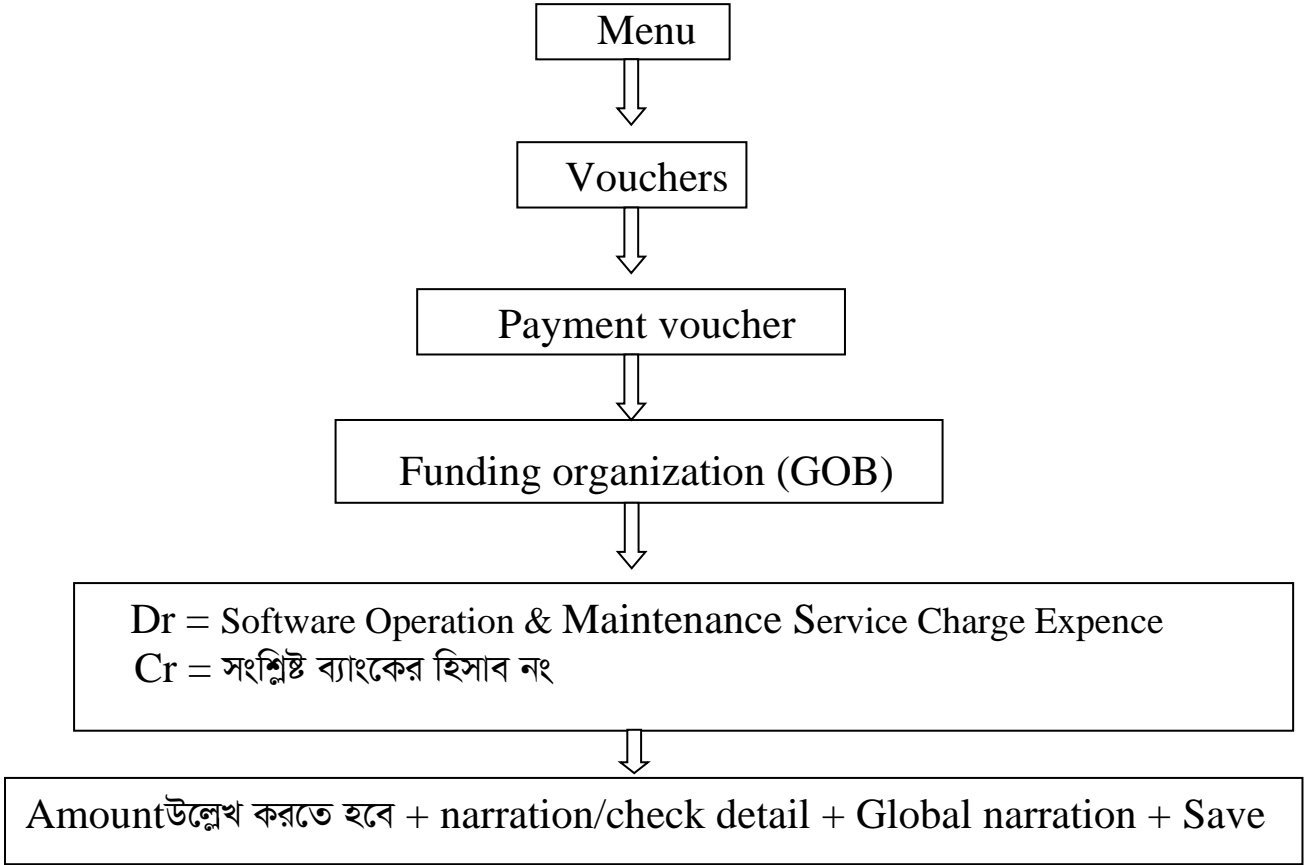 Menu
Vouchers
Payment voucher
Funding organization (GOB)
Dr = Software Operation & Maintenance Service Charge Expence
Cr = সংশ্লিষ্ট ব্যাংকের হিসাব নং
Amountউল্লেখ করতে হবে + narration/check detail + Global narration + Save